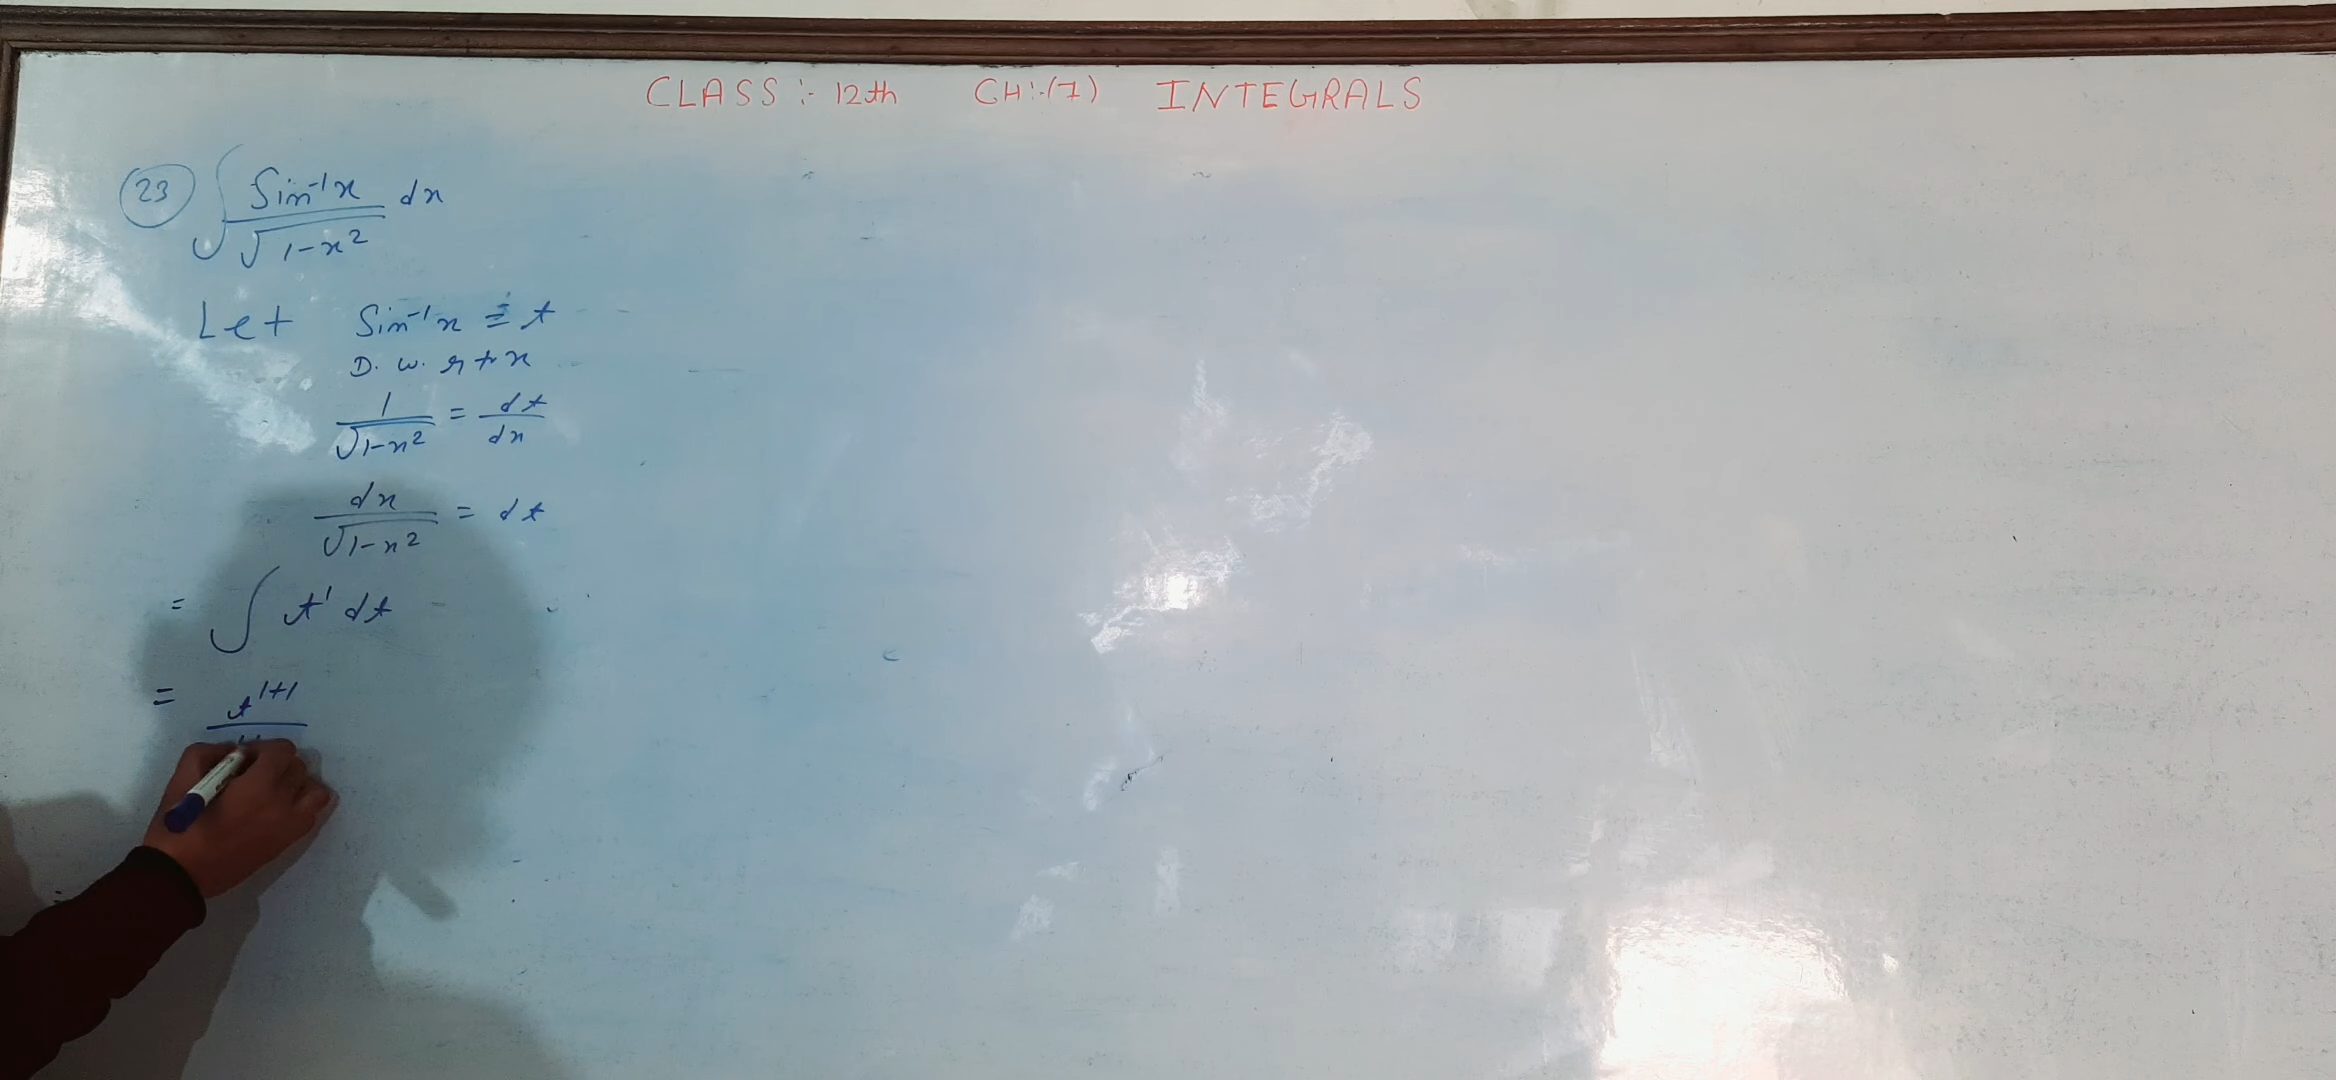 CLASS :- 12th CH:-(7) INTEGRALS
(23) ∫ Sin⁻¹x / √1-x² dx
Let Sin⁻¹x = t
D. w. r t x
1 / √1-x² = dt / dx
dx / √1-x² = dt
= ∫ t¹ dt
= t¹⁺¹ /